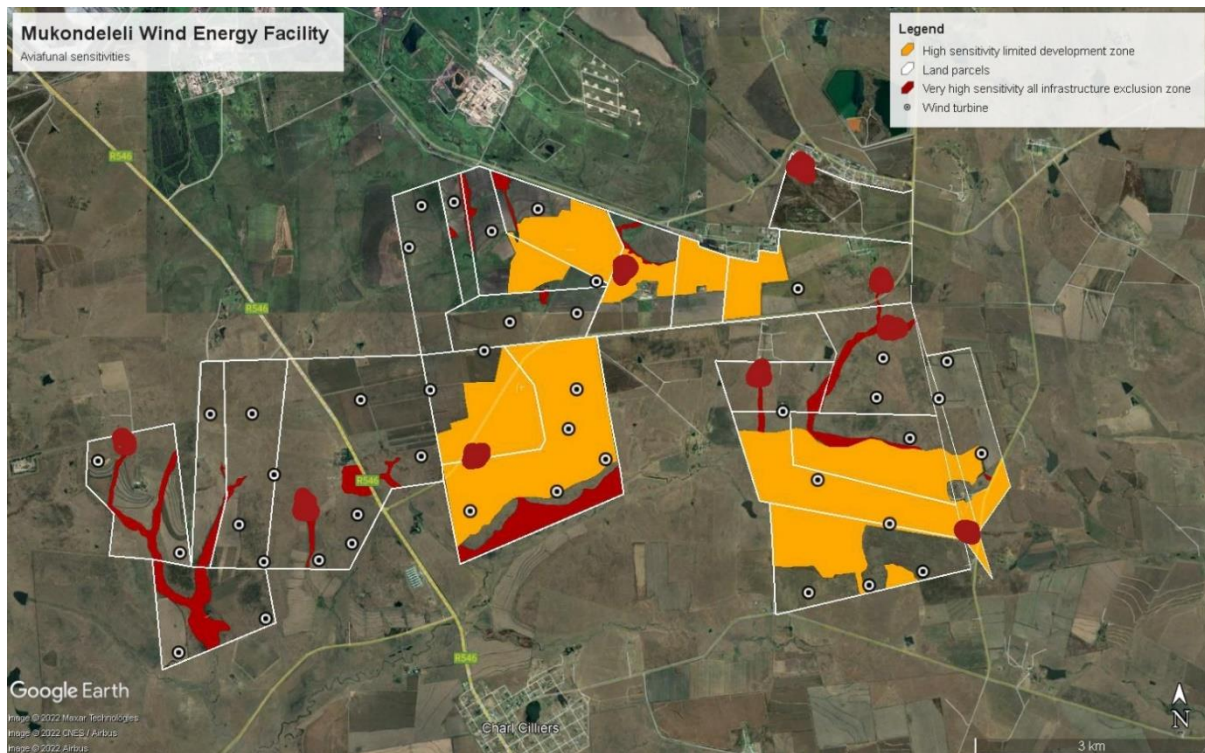 Mukondeleli Wind Energy Facility
Aviafunal sensitivities
Legend
High sensitivity limited development zone
Land parcels
Very high sensitivity all infrastructure exclusion zone
Wind turbine
R546
R546
R546
R546
Charl Cilliers
Google Earth
Image © 2022 Maxar Technologies
Image © 2022 CNES / Airbus
Image © 2022 Airbus
N
3 km